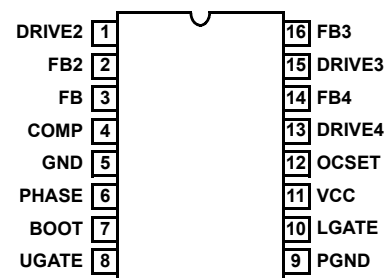 DRIVE2 1 16 FB3
FB2 2 15 DRIVE3
FB 3 14 FB4
COMP 4 13 DRIVE4
GND 5 12 OCSET
PHASE 6 11 VCC
BOOT 7 10 LGATE
UGATE 8 9 PGND